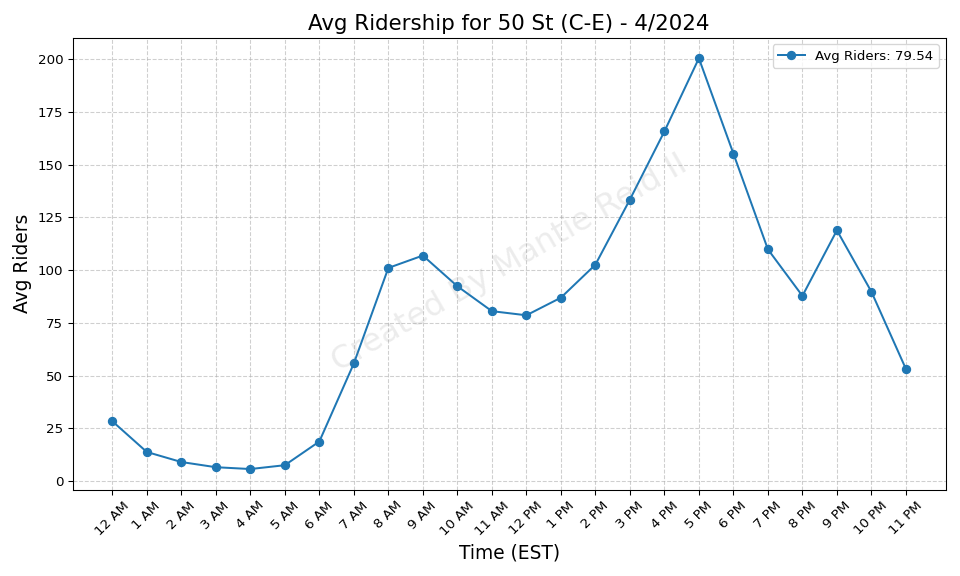 Avg Ridership for 50 St (C-E) - 4/2024
Avg Riders: 79.54
Avg Riders
200
175
150
125
100
75
50
25
0
Created By Mantie Reid II
12 AM
1 AM
2 AM
3 AM
4 AM
5 AM
6 AM
7 AM
8 AM
9 AM
10 AM
11 AM
12 PM
1 PM
2 PM
3 PM
4 PM
5 PM
6 PM
7 PM
8 PM
9 PM
10 PM
11 PM
Time (EST)